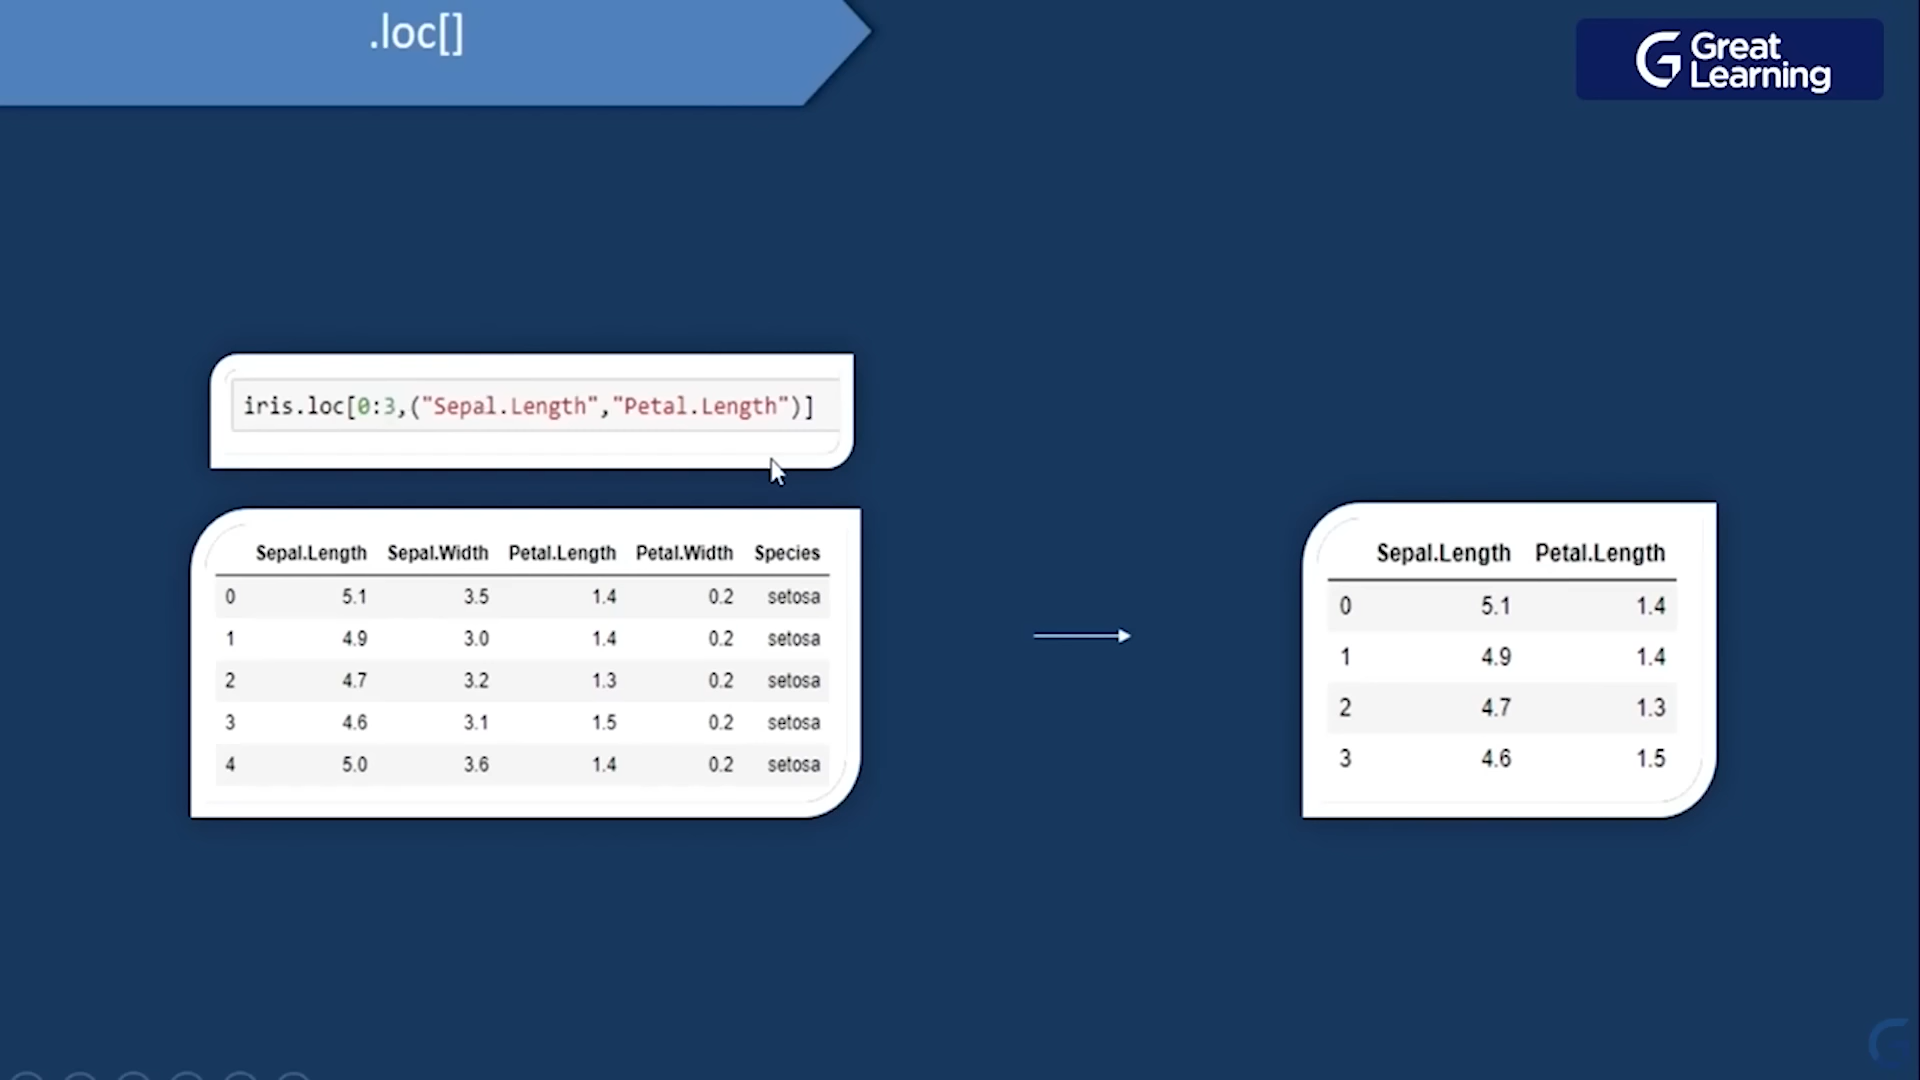 .loc[]
Great
Learning
iris.loc[0:3,("Sepal.Length","Petal.Length")]
Sepal.Length Sepal.Width Petal.Length Petal.Width Species
0 5.1 3.5 1.4 0.2 setosa
1 4.9 3.0 1.4 0.2 setosa
2 4.7 3.2 1.3 0.2 setosa
3 4.6 3.1 1.5 0.2 setosa
4 5.0 3.6 1.4 0.2 setosa
Sepal.Length Petal.Length
0 5.1 1.4
1 4.9 1.4
2 4.7 1.3
3 4.6 1.5